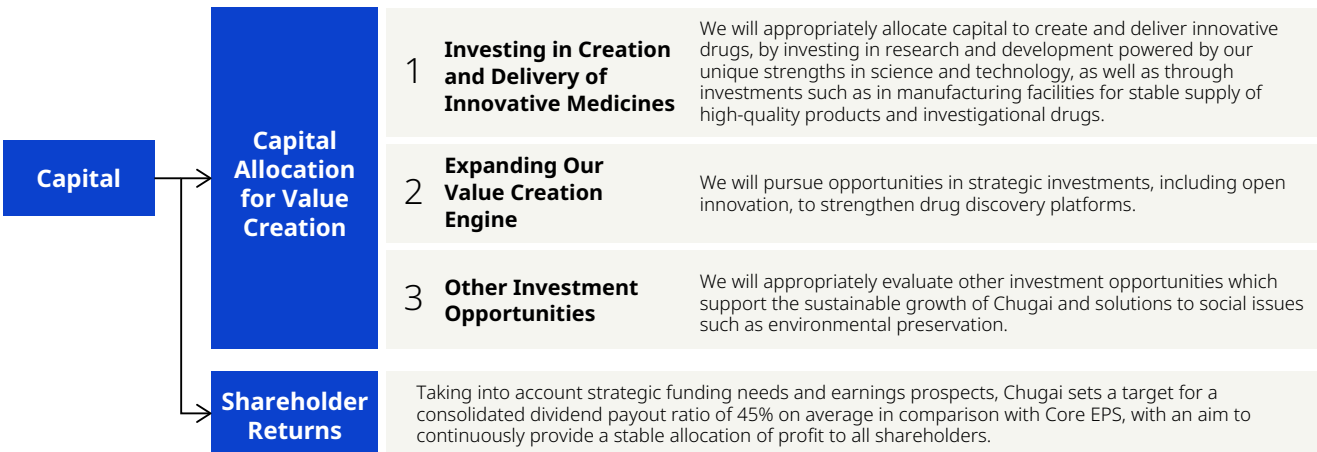 Capital
Capital
Allocation
for Value
Creation
1
Investing in Creation
and Delivery of
Innovative Medicines
We will appropriately allocate capital to create and deliver innovative
drugs, by investing in research and development powered by our
unique strengths in science and technology, as well as through
investments such as in manufacturing facilities for stable supply of
high-quality products and investigational drugs.
2
Expanding Our
Value Creation
Engine
We will pursue opportunities in strategic investments, including open
innovation, to strengthen drug discovery platforms.
3
Other Investment
Opportunities
We will appropriately evaluate other investment opportunities which
support the sustainable growth of Chugai and solutions to social issues
such as environmental preservation.
Shareholder
Returns
Taking into account strategic funding needs and earnings prospects, Chugai sets a target for a
consolidated dividend payout ratio of 45% on average in comparison with Core EPS, with an aim to
continuously provide a stable allocation of profit to all shareholders.